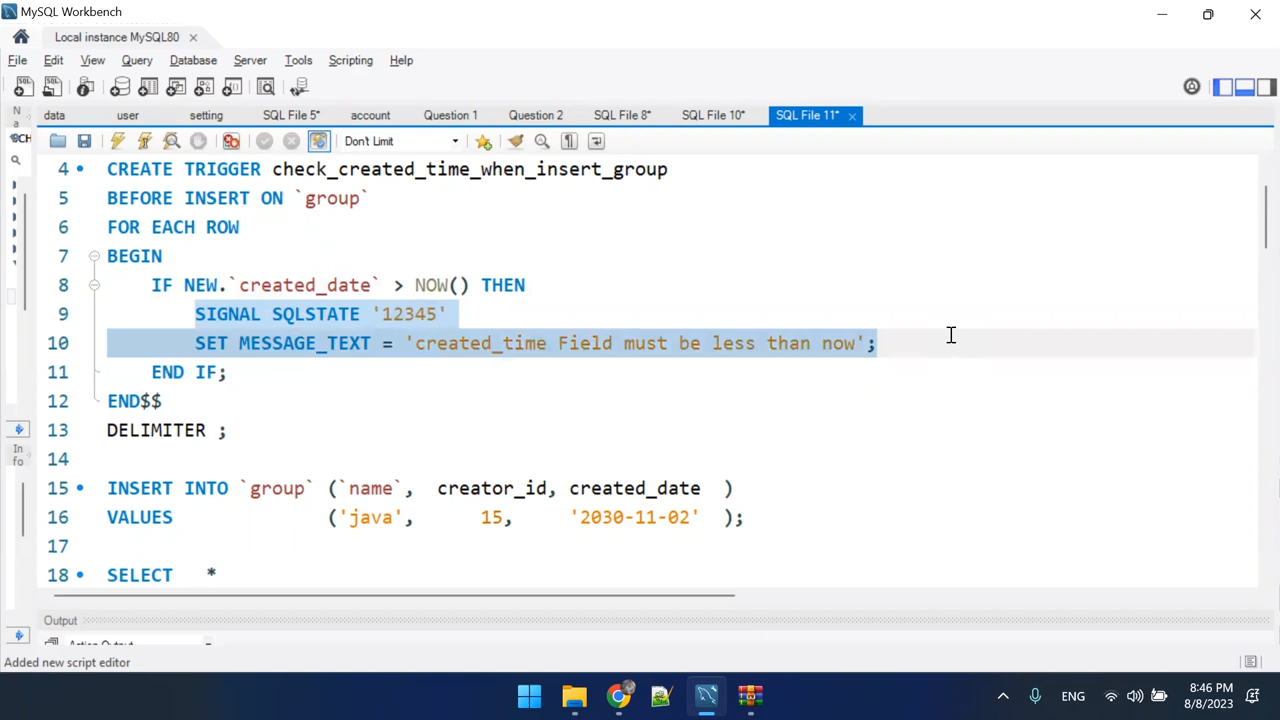 MySQL Workbench
Local instance MySQL80
File Edit View Query Database Server Tools Scripting Help
data user setting SQL File 5* account Question 1 Question 2 SQL File 8* SQL File 10* SQL File 11*
Na
SCH
Don't Limit
4 CREATE TRIGGER check_created_time_when_insert_group
5 BEFORE INSERT ON `group`
6 FOR EACH ROW
7 BEGIN
8 IF NEW.`created_date` > NOW() THEN
9 SIGNAL SQLSTATE '12345'
10 SET MESSAGE_TEXT = 'created_time Field must be less than now';
11 END IF;
12 END$$
13 DELIMITER ;
14
Info
15 INSERT INTO `group` (`name`, creator_id, created_date )
16 VALUES ('java', 15, '2030-11-02' );
17
18 SELECT *
Output
Action Output
Added new script editor
ENG
8:46 PM
8/8/2023